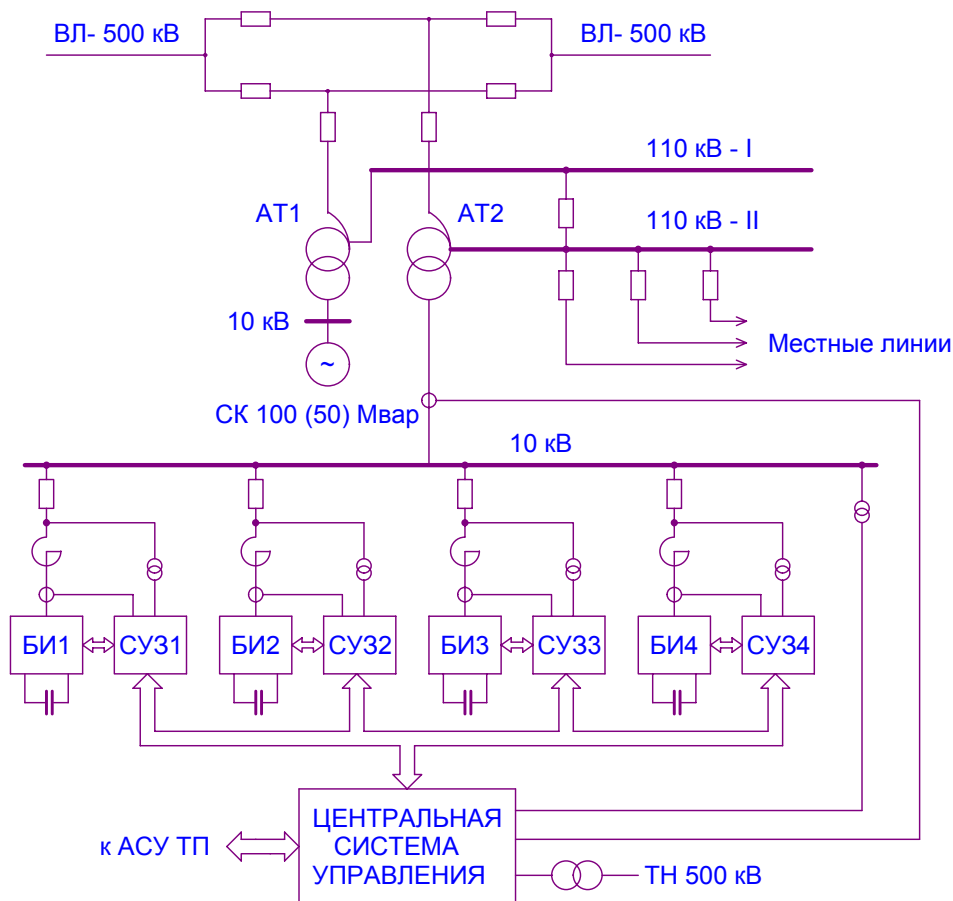 ВЛ- 500 кВ
ВЛ- 500 кВ
110 кВ - I
АТ1
АТ2
110 кВ - II
10 кВ
Местные линии
~
СК 100 (50) Мвар
10 кВ
БИ1
СУЗ1
БИ2
СУЗ2
БИ3
СУЗ3
БИ4
СУЗ4
ЦЕНТРАЛЬНАЯ
СИСТЕМА
УПРАВЛЕНИЯ
к АСУ ТП
ТН 500 кВ